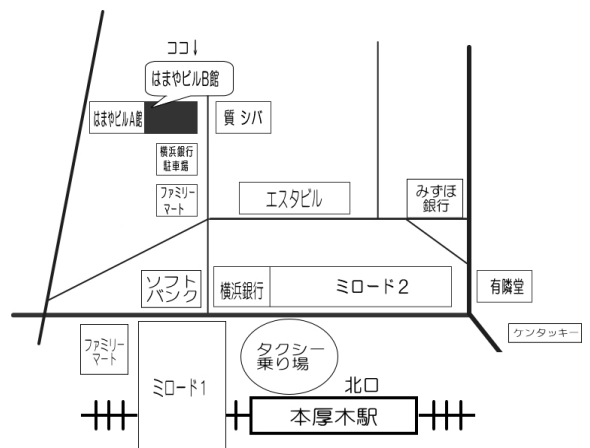 ココ↓
はまやビルB館
はまやビルA館
質 シバ
横浜銀行
駐車場
ファミリー
マート
エスタビル
みずほ
銀行
ソフト
バンク
横浜銀行
ミロード2
有隣堂
ケンタッキー
ファミリー
マート
ミロード1
タクシー
乗り場
北口
本厚木駅